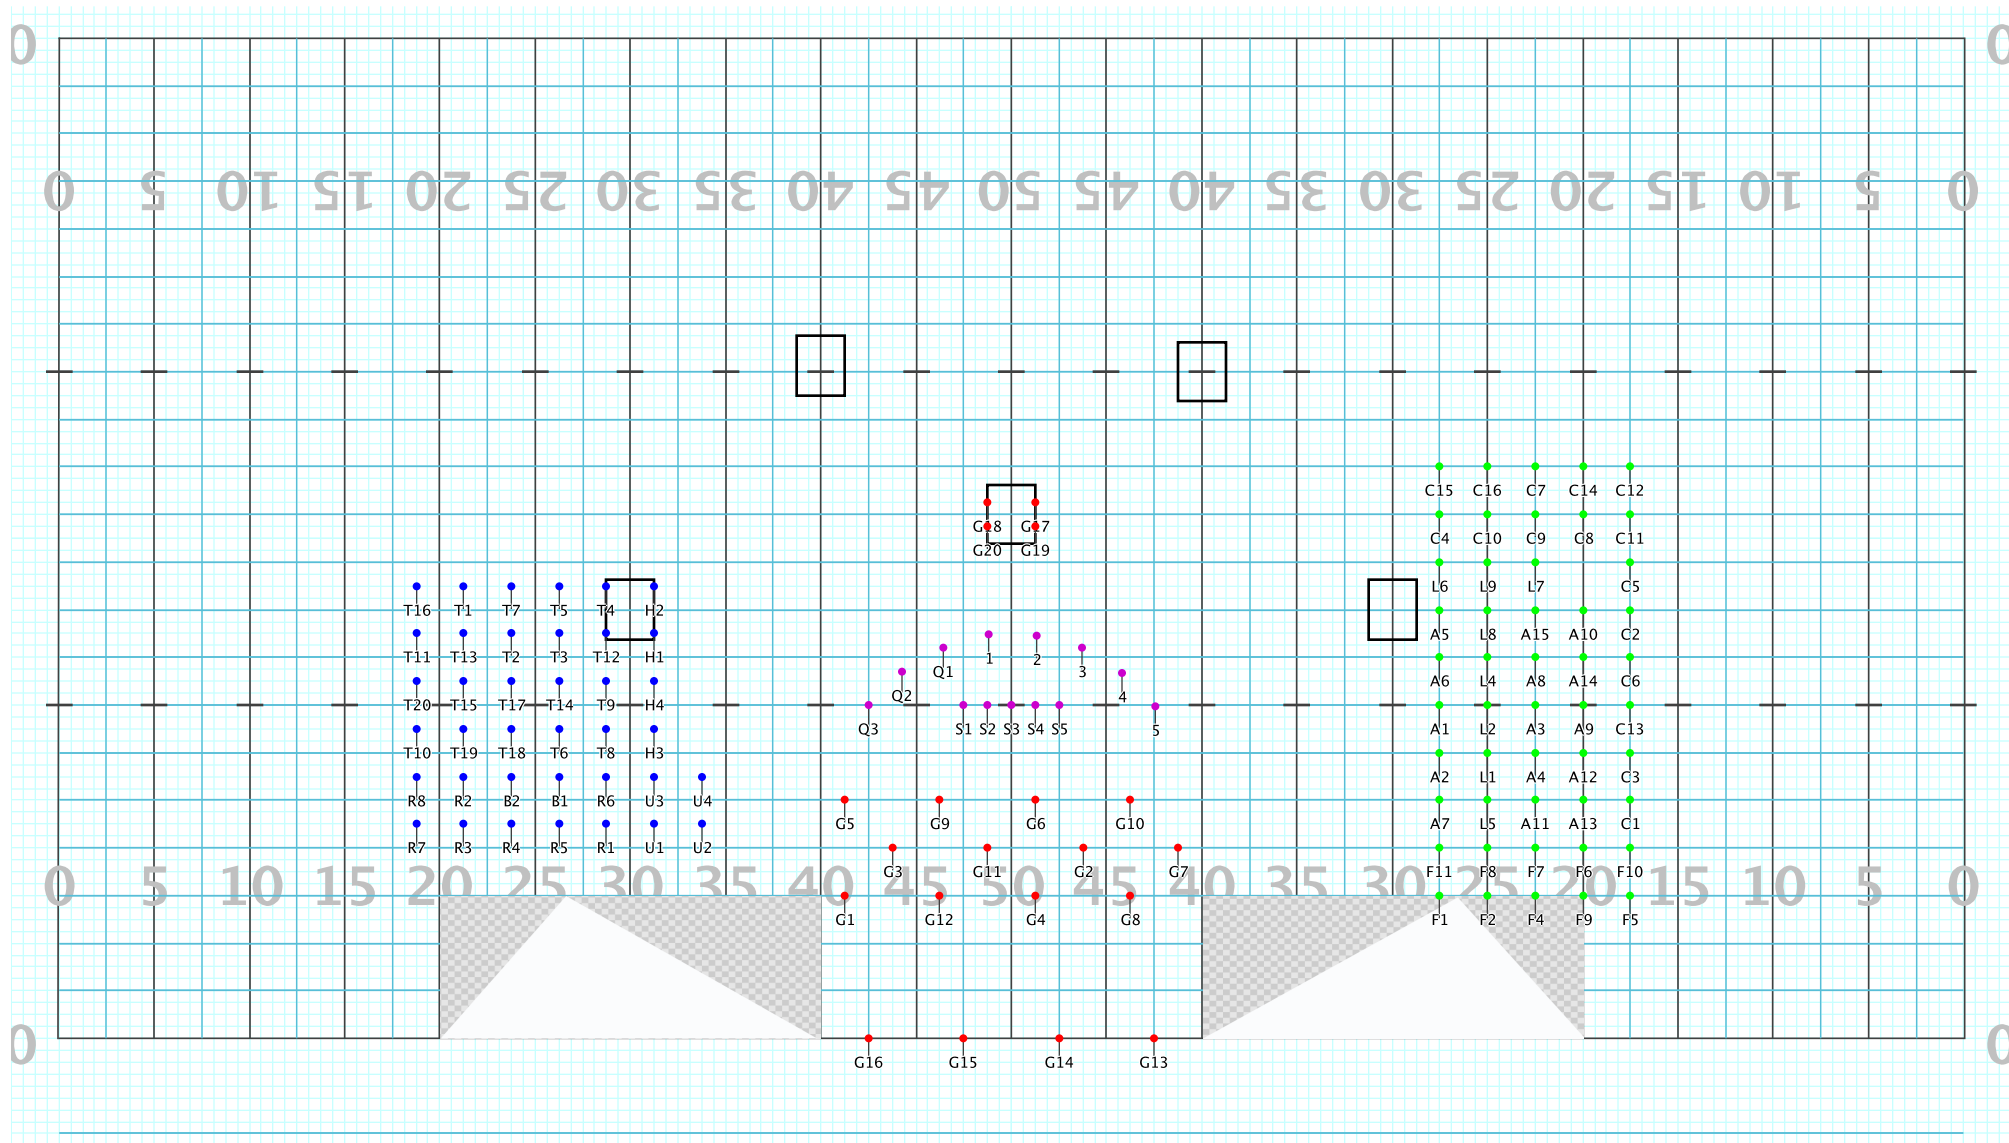 0 0
0 5 10 15 20 25 30 35 40 45 50 45 40 35 30 25 20 15 10 5 0
C15 C16 C7 C14 C12
G18 G17
C4 C10 C9 C8 C11
G20 G19
L6 L9 L7 C5
T16 T1 T7 T5 T4 H2
A5 L8 A15 A10 C2
T11 T13 T2 T3 T12 H1 1 2
Q1 3
A6 L4 A8 A14 C6
Q2 4
T20 T15 T17 T14 T9 H4
Q3 S1 S2 S3 S4 S5 5 A1 L2 A3 A9 C13
T10 T19 T18 T6 T8 H3
A2 L1 A4 A12 C3
R8 R2 B2 B1 R6 U3 U4
G5 G9 G6 G10 A7 L5 A11 A13 C1
R7 R3 R4 R5 R1 U1 U2
G3 G11 G2 G7 F11 F8 F7 F6 F10
0 5 10 15 20 25 30 35 40 45 50 45 40 35 30 25 20 15 10 5 0
G1 G12 G4 G8 F1 F2 F4 F9 F5
0 0
G16 G15 G14 G13